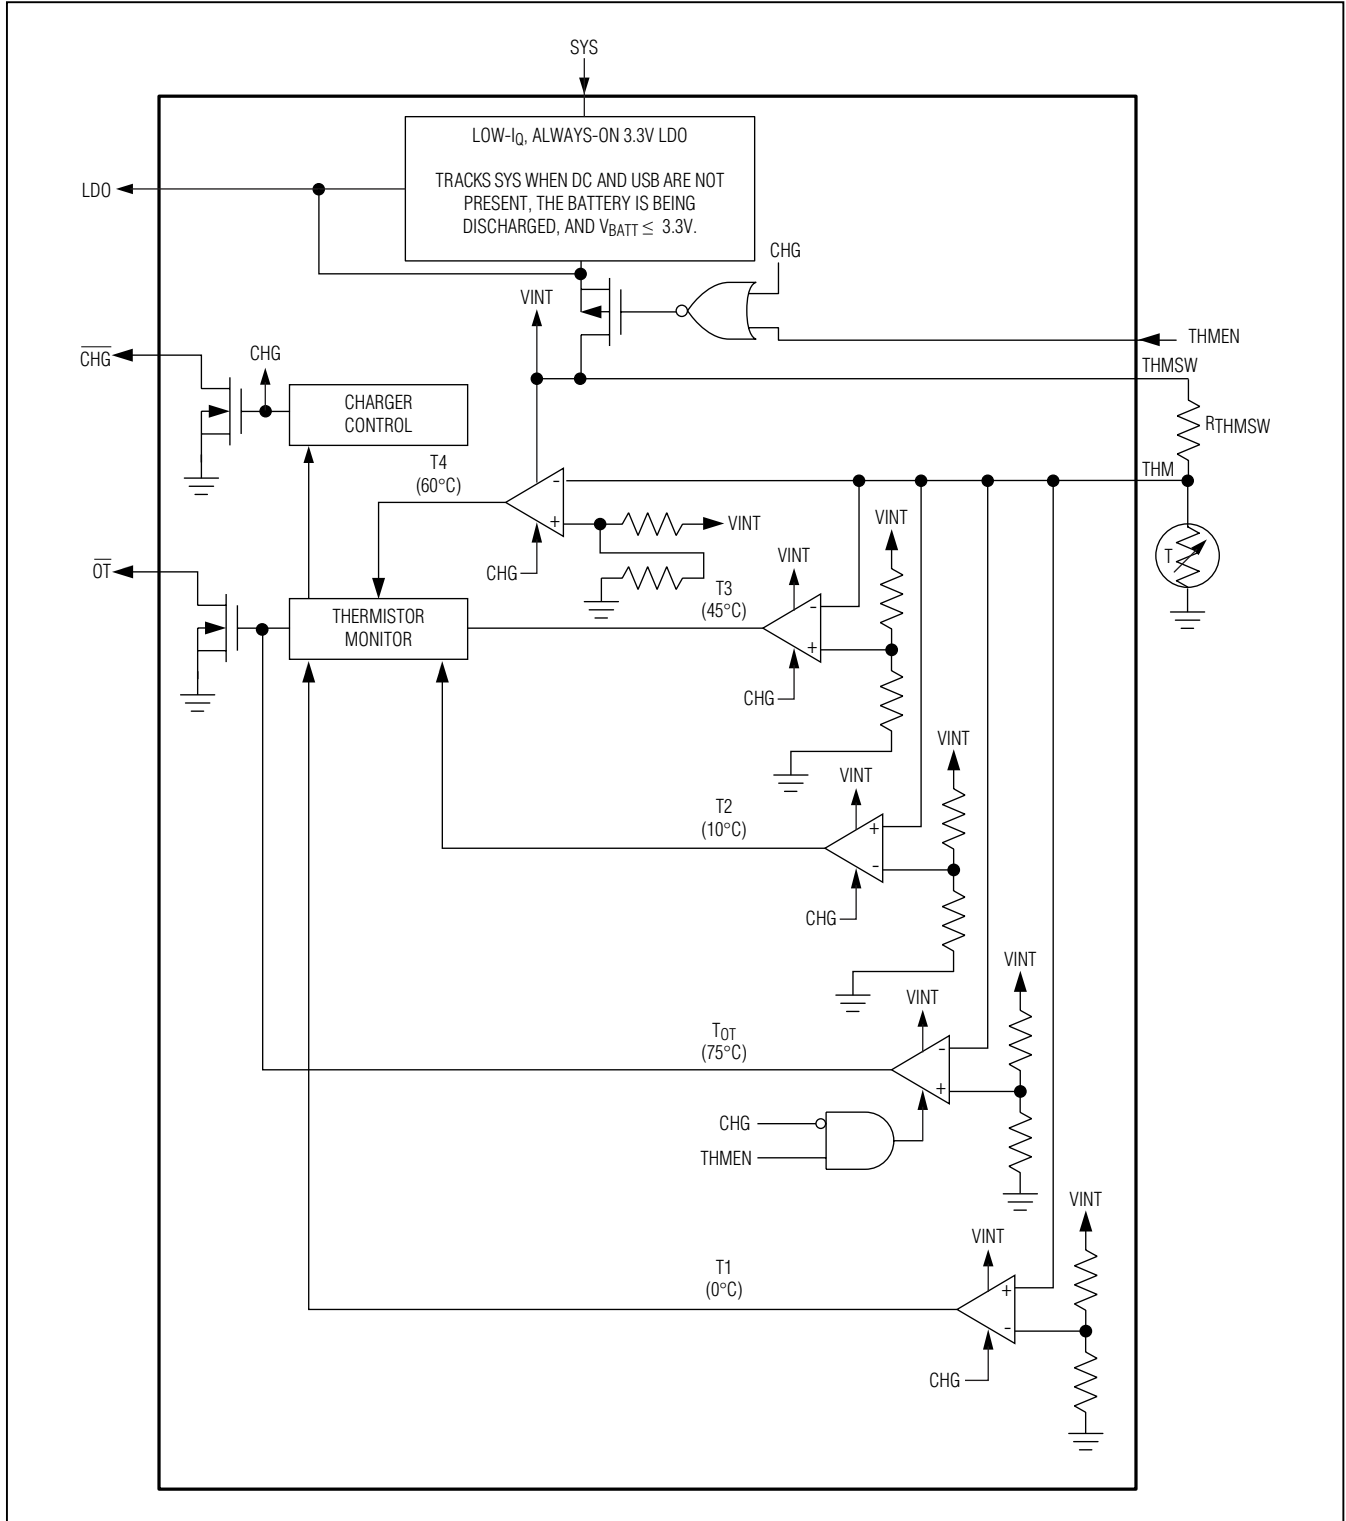 SYS
LOW-IQ, ALWAYS-ON 3.3V LDO
TRACKS SYS WHEN DC AND USB ARE NOT
PRESENT, THE BATTERY IS BEING
DISCHARGED, AND VBATT ≤ 3.3V.
LDO
CHG
VINT
THMEN
CHG
CHG
THMSW
CHARGER
CONTROL
RTHMSW
T4
(60°C)
-
+
THM
VINT
VINT
CHG
VINT
T
OT
T3
(45°C)
-
+
THERMISTOR
MONITOR
CHG
VINT
VINT
T2
(10°C)
+
-
CHG
VINT
VINT
TOT
(75°C)
-
+
CHG
THMEN
VINT
VINT
T1
(0°C)
+
-
CHG